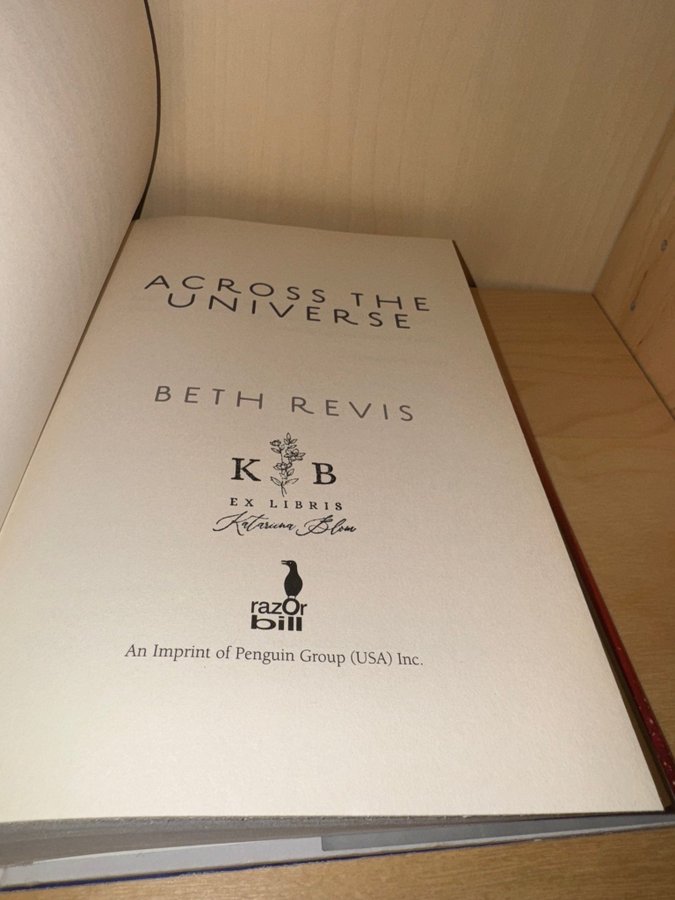 ACROSS THE
UNIVERSE
BETH REVIS
K B
EX LIBRIS
Katarina Blom
razOr
bill
An Imprint of Penguin Group (USA) Inc.